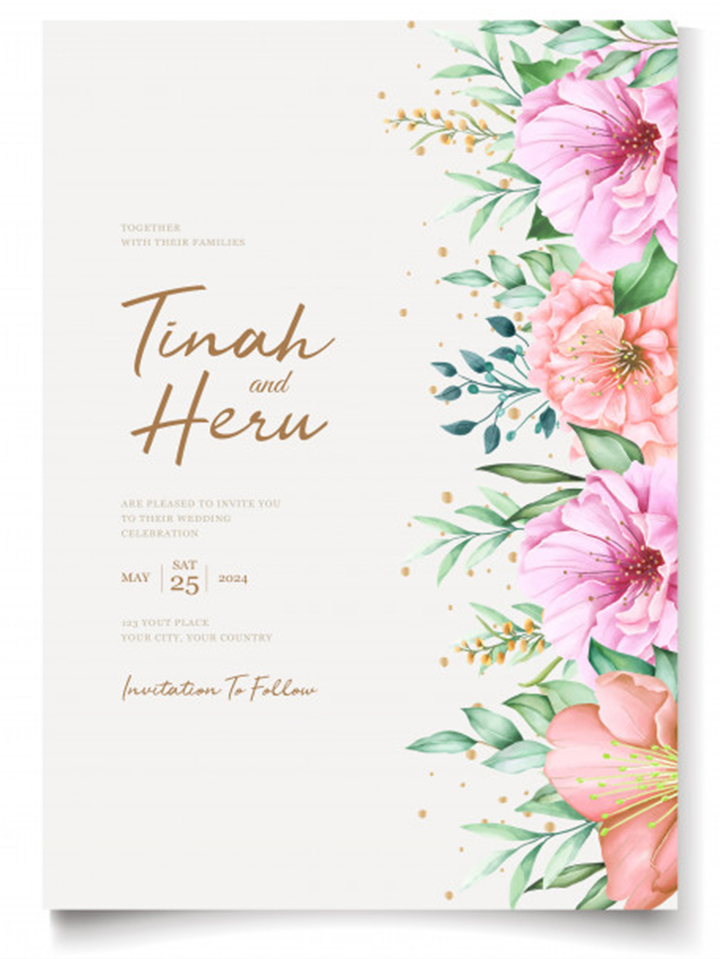 TOGETHER
WITH THEIR FAMILIES
Tinah
and
Heru
ARE PLEASED TO INVITE YOU
TO THEIR WEDDING
CELEBRATION
SAT
MAY 25 2024
123 YOUT PLACE
YOUR CITY, YOUR COUNTRY
Invitation To Follow